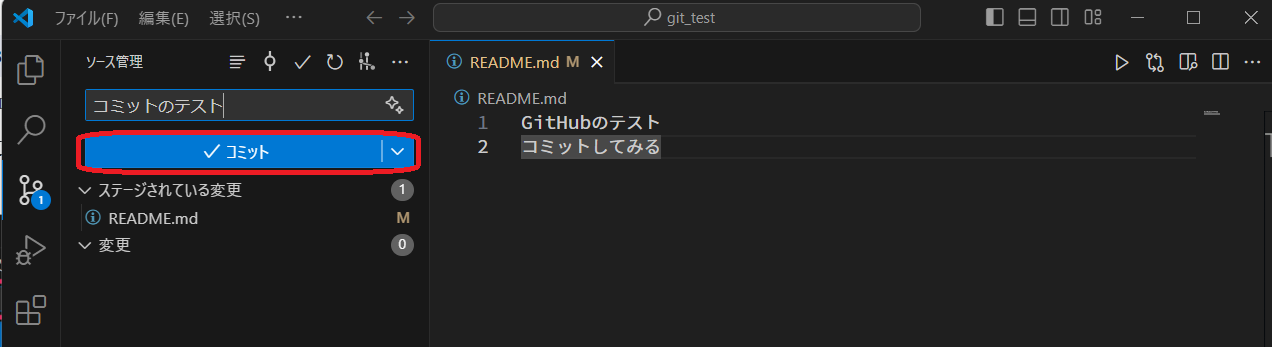 ファイル(F) 編集(E) 選択(S) … git_test
ソース管理
README.md M
コミットのテスト
README.md
コミット
1 GitHubのテスト
2 コミットしてみる
ステージされている変更 1
1
README.md M
変更 0